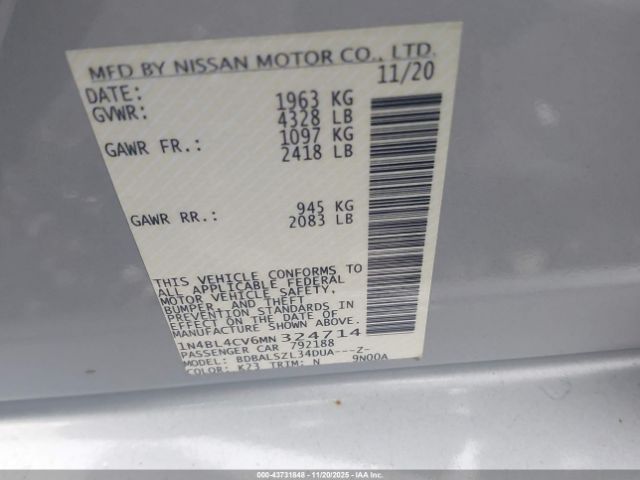 MFD BY NISSAN MOTOR CO., LTD.
DATE: 11/20
GVWR: 1963 KG
4328 LB
GAWR FR.: 1097 KG
2418 LB
GAWR RR.: 945 KG
2083 LB
THIS VEHICLE CONFORMS TO
ALL APPLICABLE FEDERAL
MOTOR VEHICLE SAFETY,
BUMPER, AND THEFT
PREVENTION STANDARDS IN
EFFECT ON THE DATE OF
MANUFACTURE SHOWN ABOVE.
1N4BL4CV6MN 324714
PASSENGER CAR 792188
MODEL: BDBALSZL34DUA---Z-
COLOR: K23 TRIM: N 9N00A
000-43731848 - 11/20/2025 - IAA Inc.